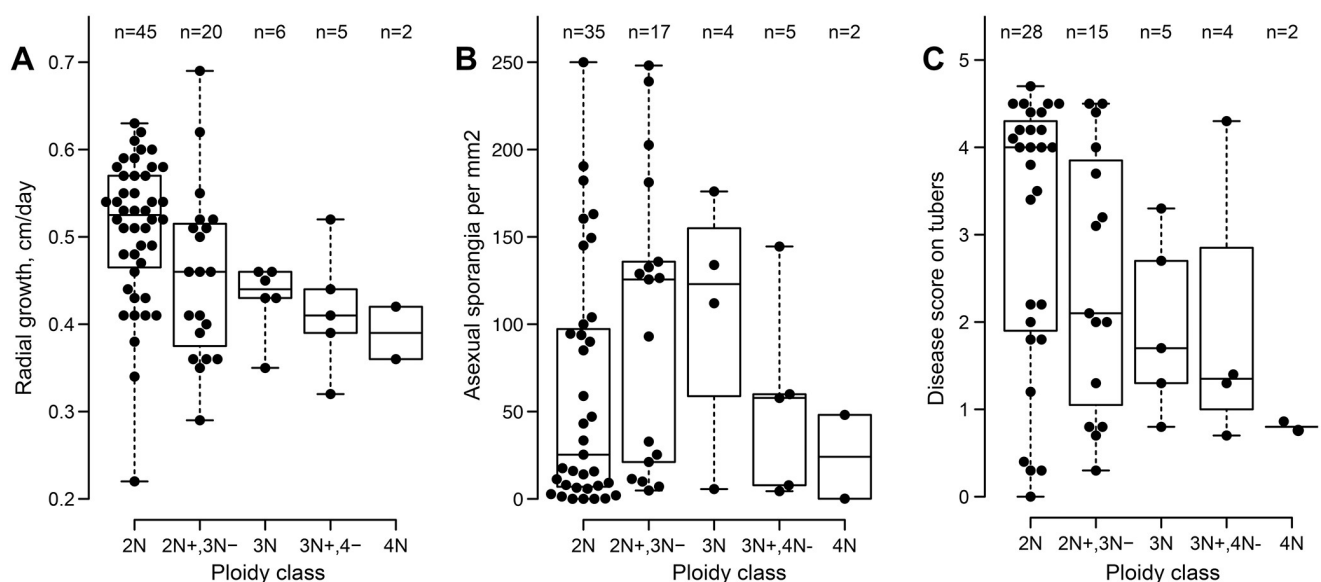 A
n=45 n=20 n=6 n=5 n=2
Radial growth, cm/day
0.7
0.6
0.5
0.4
0.3
0.2
2N 2N+,3N− 3N 3N+,4− 4N
Ploidy class
B
n=35 n=17 n=4 n=5 n=2
Asexual sporangia per mm2
250
200
150
100
50
0
2N 2N+,3N− 3N 3N+,4N- 4N
Ploidy class
C
n=28 n=15 n=5 n=4 n=2
Disease score on tubers
5
4
3
2
1
0
2N 2N+,3N− 3N 3N+,4N- 4N
Ploidy class